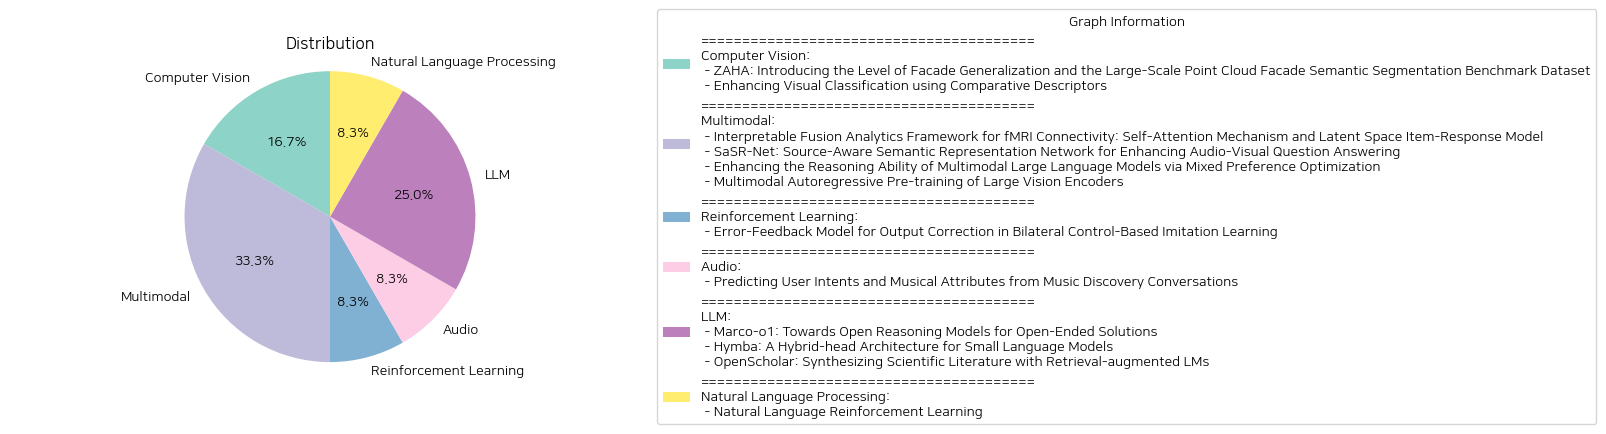 Distribution
Natural Language Processing
Computer Vision
8.3%
16.7%
LLM
25.0%
33.3%
8.3%
8.3%
Multimodal
Audio
Reinforcement Learning
Graph Information
========================================
Computer Vision:
- ZAHA: Introducing the Level of Facade Generalization and the Large-Scale Point Cloud Facade Semantic Segmentation Benchmark Dataset
- Enhancing Visual Classification using Comparative Descriptors
========================================
Multimodal:
- Interpretable Fusion Analytics Framework for fMRI Connectivity: Self-Attention Mechanism and Latent Space Item-Response Model
- SaSR-Net: Source-Aware Semantic Representation Network for Enhancing Audio-Visual Question Answering
- Enhancing the Reasoning Ability of Multimodal Large Language Models via Mixed Preference Optimization
- Multimodal Autoregressive Pre-training of Large Vision Encoders
========================================
Reinforcement Learning:
- Error-Feedback Model for Output Correction in Bilateral Control-Based Imitation Learning
========================================
Audio:
- Predicting User Intents and Musical Attributes from Music Discovery Conversations
========================================
LLM:
- Marco-o1: Towards Open Reasoning Models for Open-Ended Solutions
- Hymba: A Hybrid-head Architecture for Small Language Models
- OpenScholar: Synthesizing Scientific Literature with Retrieval-augmented LMs
========================================
Natural Language Processing:
- Natural Language Reinforcement Learning